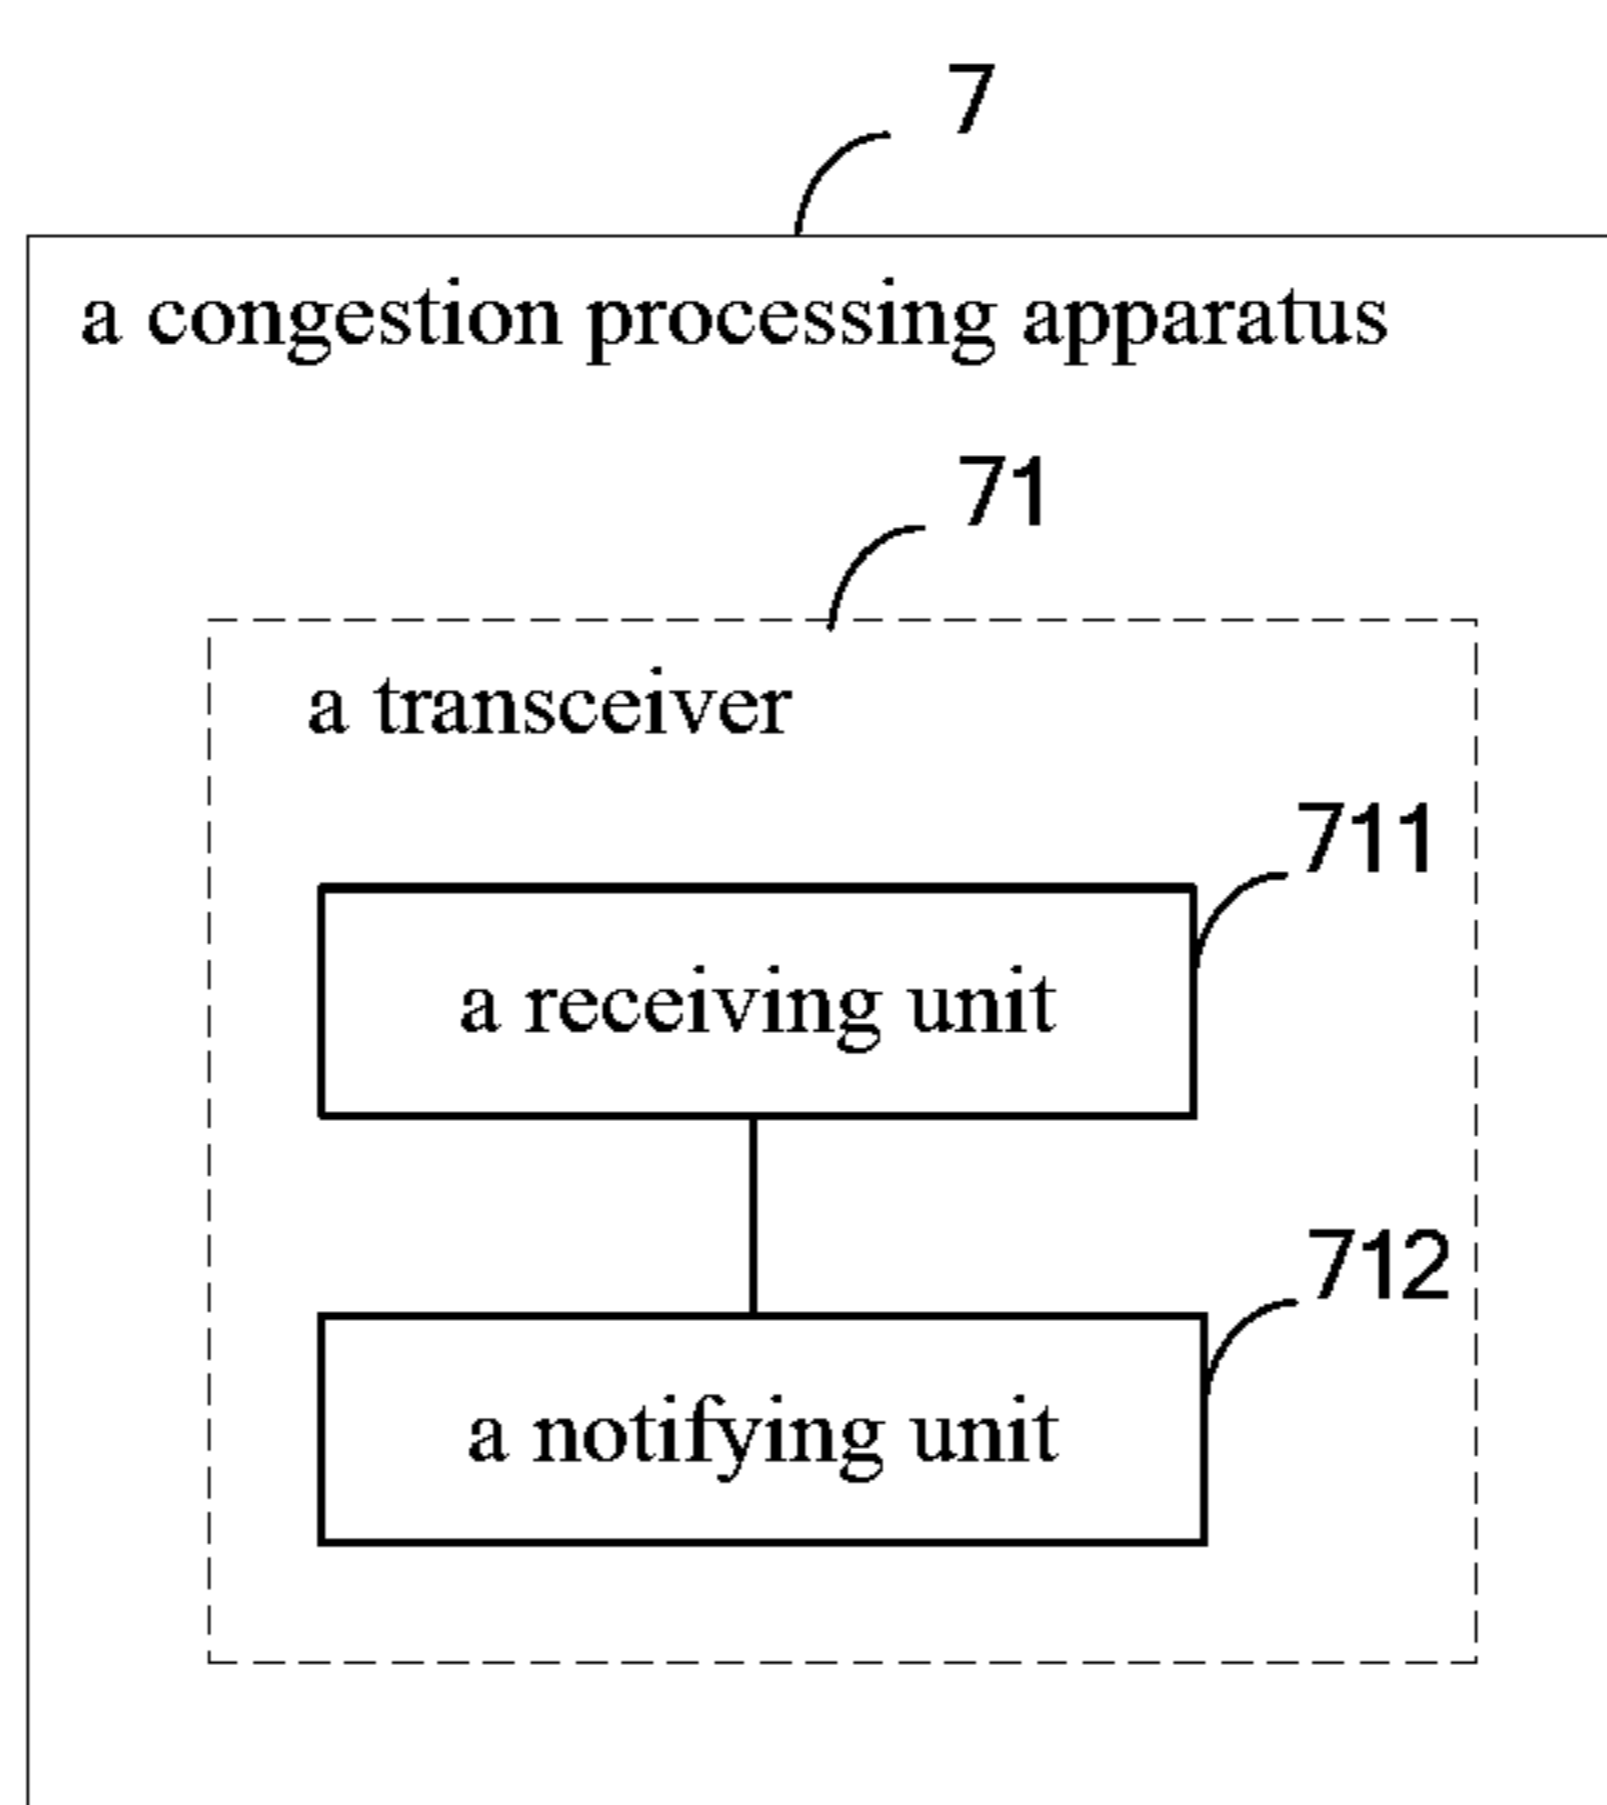 7
a congestion processing apparatus
71
a transceiver
711
a receiving unit
712
a notifying unit